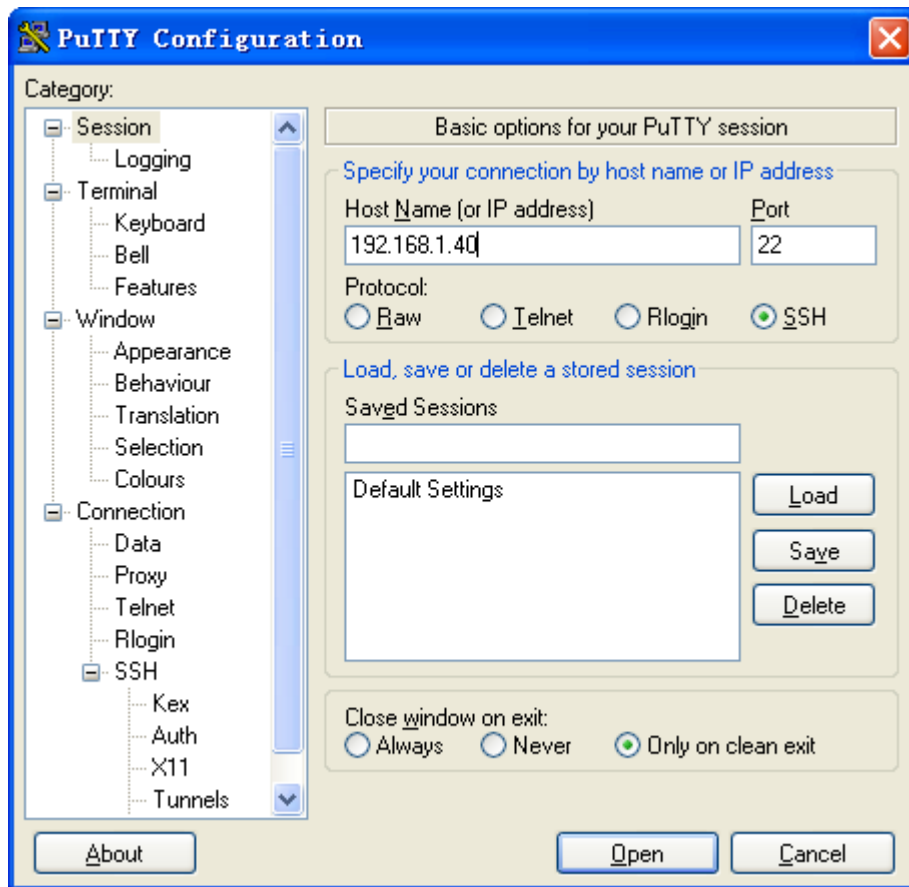 PuTTY Configuration
Category:
Session
Logging
Terminal
Keyboard
Bell
Features
Window
Appearance
Behaviour
Translation
Selection
Colours
Connection
Data
Proxy
Telnet
Rlogin
SSH
Kex
Auth
X11
Tunnels
Basic options for your PuTTY session
Specify your connection by host name or IP address
Host Name (or IP address) Port
192.168.1.40 22
Protocol:
Raw Telnet Rlogin SSH
Load, save or delete a stored session
Saved Sessions
Default Settings
Load
Save
Delete
Close window on exit:
Always Never Only on clean exit
About Open Cancel